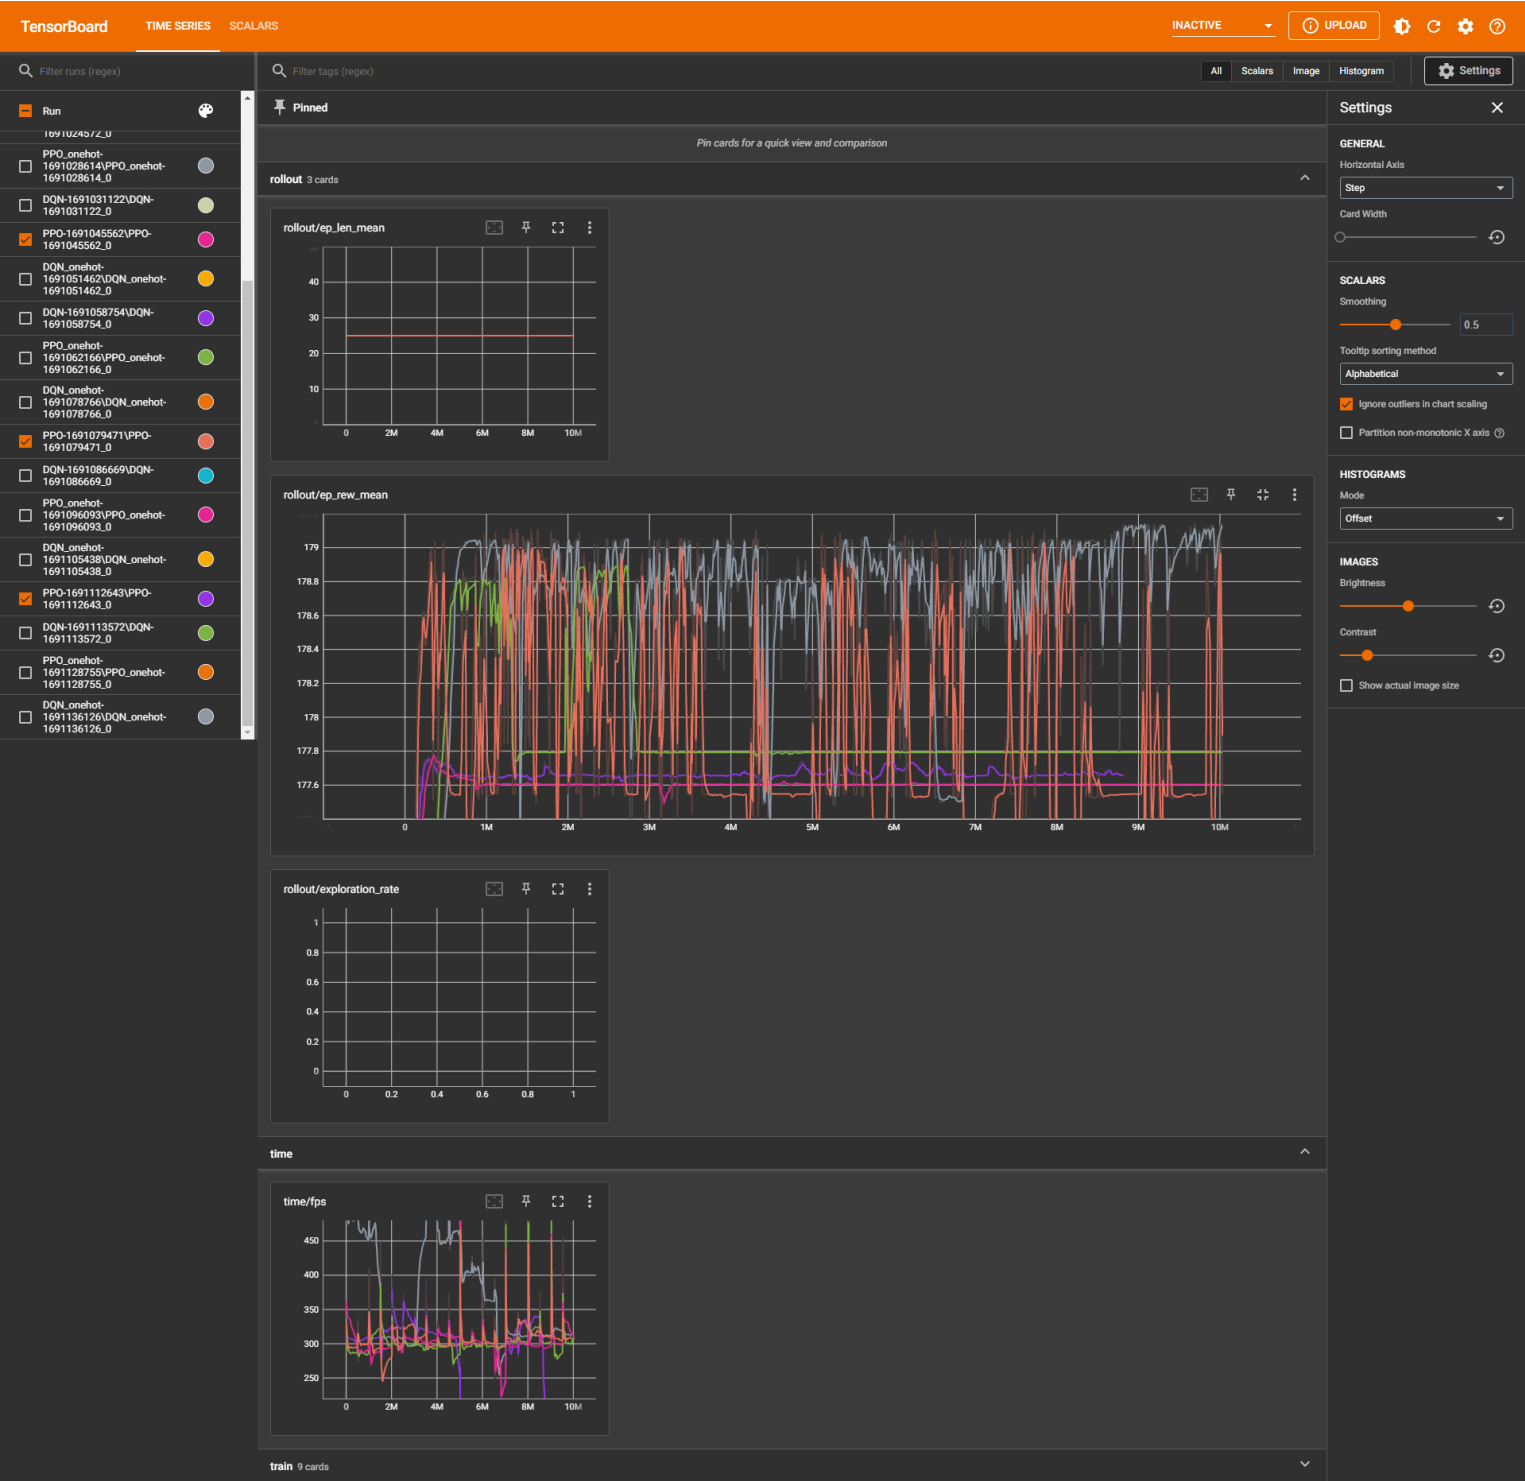 TensorBoard
TIME SERIES
SCALARS
INACTIVE
UPLOAD
Filter runs (regex)
Filter tags (regex)
All
Scalars
Image
Histogram
Settings
Run
1691024572_0
PPO_onehot-
1691028614\PPO_onehot-
1691028614_0
DQN-1691031122\DQN-
1691031122_0
PPO-1691045562\PPO-
1691045562_0
DQN_onehot-
1691051462\DQN_onehot-
1691051462_0
DQN-1691058754\DQN-
1691058754_0
PPO_onehot-
1691062166\PPO_onehot-
1691062166_0
DQN_onehot-
1691078766\DQN_onehot-
1691078766_0
PPO-1691079471\PPO-
1691079471_0
DQN-1691086669\DQN-
1691086669_0
PPO_onehot-
1691096093\PPO_onehot-
1691096093_0
DQN_onehot-
1691105438\DQN_onehot-
1691105438_0
PPO-1691112643\PPO-
1691112643_0
DQN-1691113572\DQN-
1691113572_0
PPO_onehot-
1691128755\PPO_onehot-
1691128755_0
DQN_onehot-
1691136126\DQN_onehot-
1691136126_0
Pinned
Pin cards for a quick view and comparison
rollout 3 cards
rollout/ep_len_mean
40
30
20
10
0 2M 4M 6M 8M 10M
rollout/ep_rew_mean
179
178.8
178.6
178.4
178.2
178
177.8
177.6
0 1M 2M 3M 4M 5M 6M 7M 8M 9M 10M
rollout/exploration_rate
1
0.8
0.6
0.4
0.2
0
0 0.2 0.4 0.6 0.8 1
time
time/fps
450
400
350
300
250
0 2M 4M 6M 8M 10M
train 9 cards
Settings
GENERAL
Horizontal Axis
Step
Card Width
SCALARS
Smoothing
0.5
Tooltip sorting method
Alphabetical
Ignore outliers in chart scaling
Partition non-monotonic X axis
HISTOGRAMS
Mode
Offset
IMAGES
Brightness
Contrast
Show actual image size